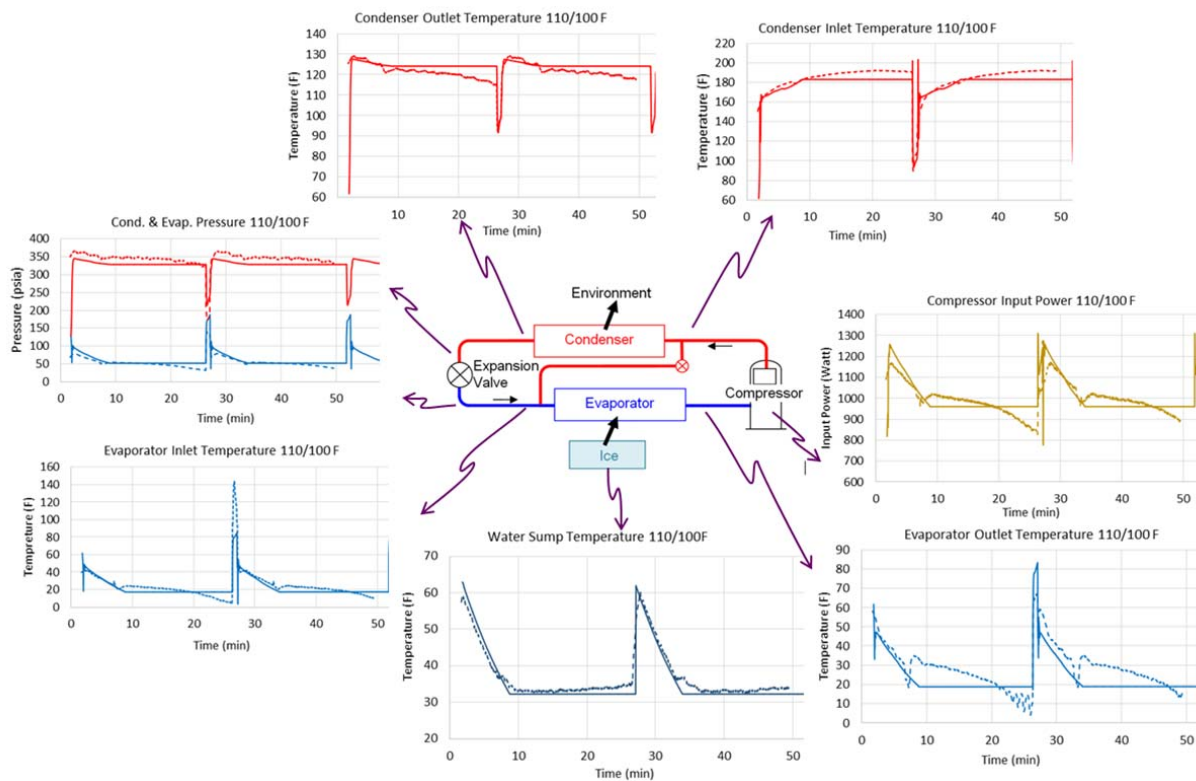 Condenser Outlet Temperature 110/100 F
140
130
120
110
100
90
80
70
60
Temperature (F)
10 20 30 40 50
Time (min)
Condenser Inlet Temperature 110/100 F
220
200
180
160
140
120
100
80
60
Temperature (F)
0 10 20 30 40 50
Time (min)
Cond. & Evap. Pressure 110/100 F
400
350
300
250
200
150
100
50
0
Pressure (psia)
0 10 20 30 40 50
Time (min)
Environment
Condenser
Expansion
Valve
Compressor
Evaporator
Ice
Compressor Input Power 110/100 F
1400
1300
1200
1100
1000
900
800
700
600
Input Power (Watt)
0 10 20 30 40 50
Time (min)
Evaporator Inlet Temperature 110/100 F
160
140
120
100
80
60
40
20
0
Tempreture (F)
0 10 20 30 40 50
Time (min)
Water Sump Temperature 110/100F
70
60
50
40
30
20
Temperature (F)
0 10 20 30 40 50
Time (min)
Evaporator Outlet Temperature 110/100 F
90
80
70
60
50
40
30
20
10
0
Temperature (F)
0 10 20 30 40 50
Time (min)